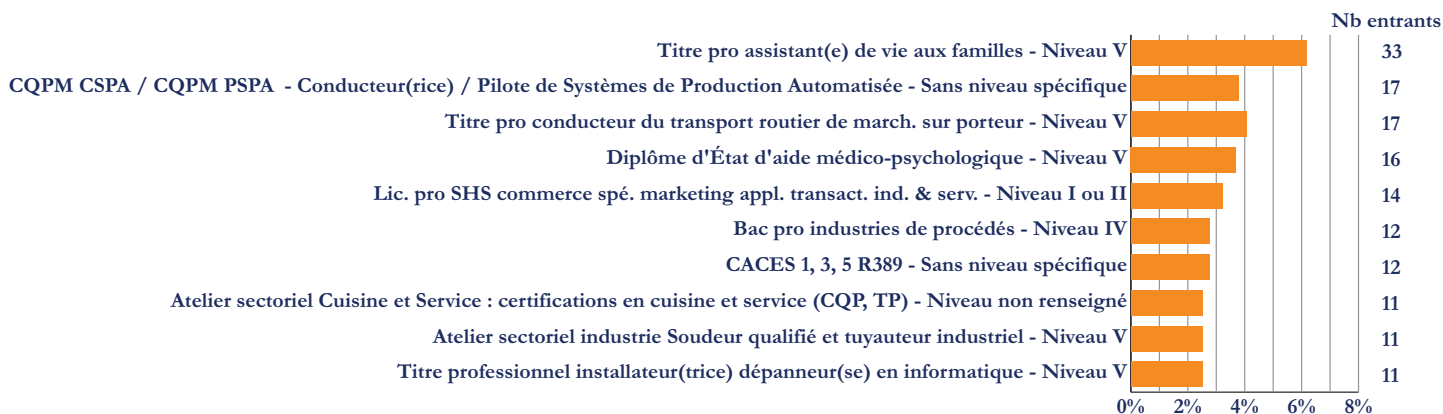 Nb entrants
Titre pro assistant(e) de vie aux familles - Niveau V 33
CQPM CSPA / CQPM PSPA - Conducteur(rice) / Pilote de Systèmes de Production Automatisée - Sans niveau spécifique 17
Titre pro conducteur du transport routier de march. sur porteur - Niveau V 17
Diplôme d'État d'aide médico-psychologique - Niveau V 16
Lic. pro SHS commerce spé. marketing appl. transact. ind. & serv. - Niveau I ou II 14
Bac pro industries de procédés - Niveau IV 12
CACES 1, 3, 5 R389 - Sans niveau spécifique 12
Atelier sectoriel Cuisine et Service : certifications en cuisine et service (CQP, TP) - Niveau non renseigné 11
Atelier sectoriel industrie Soudeur qualifié et tuyauteur industriel - Niveau V 11
Titre professionnel installateur(trice) dépanneur(se) en informatique - Niveau V 11
0% 2% 4% 6% 8%